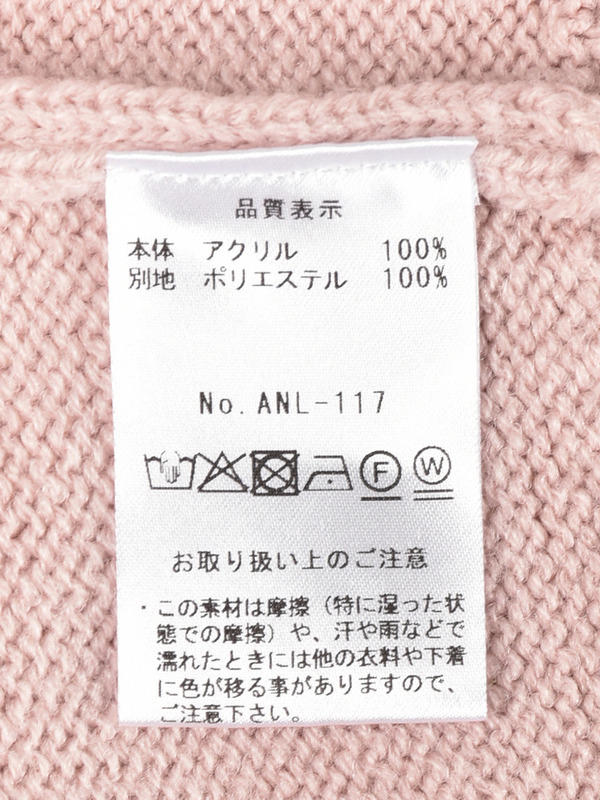 品質表示
本体 アクリル 100%
別地 ポリエステル 100%
No. ANL-117
F W
お取り扱い上のご注意
・この素材は摩擦（特に湿った状
態での摩擦）や、汗や雨などで
濡れたときには他の衣料や下着
に色が移る事がありますので、
ご注意下さい。